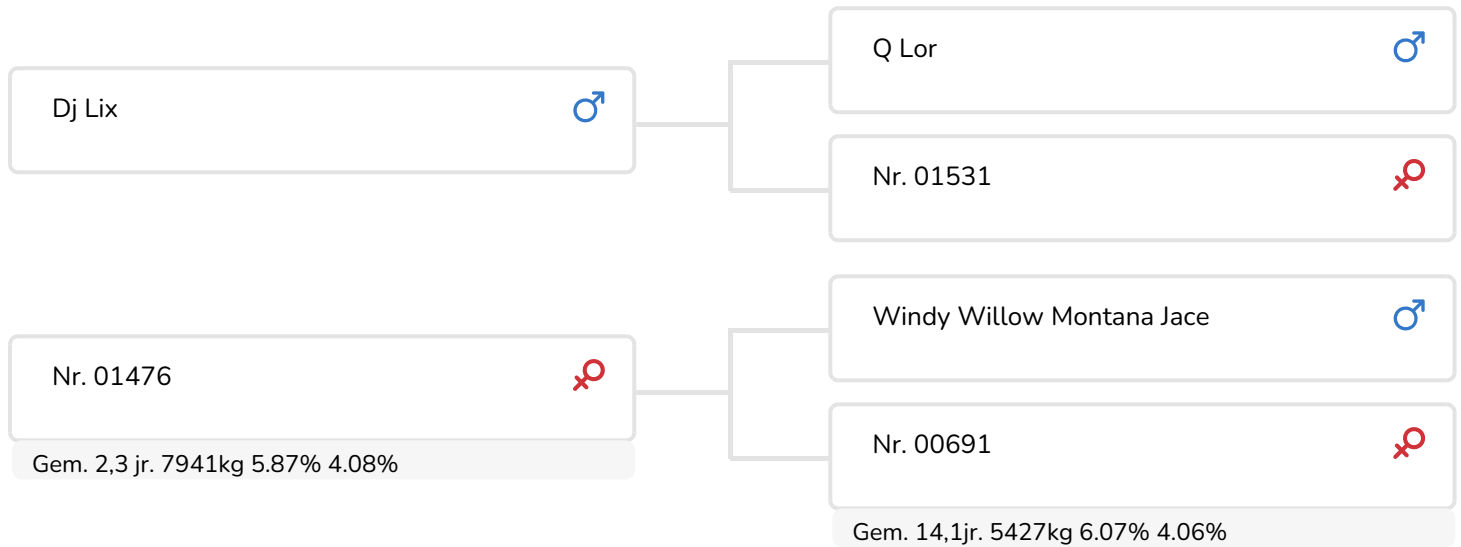 Dj Lix
Q Lor
Nr. 01531
Nr. 01476
Gem. 2,3 jr. 7941kg 5.87% 4.08%
Windy Willow Montana Jace
Nr. 00691
Gem. 14,1jr. 5427kg 6.07% 4.06%